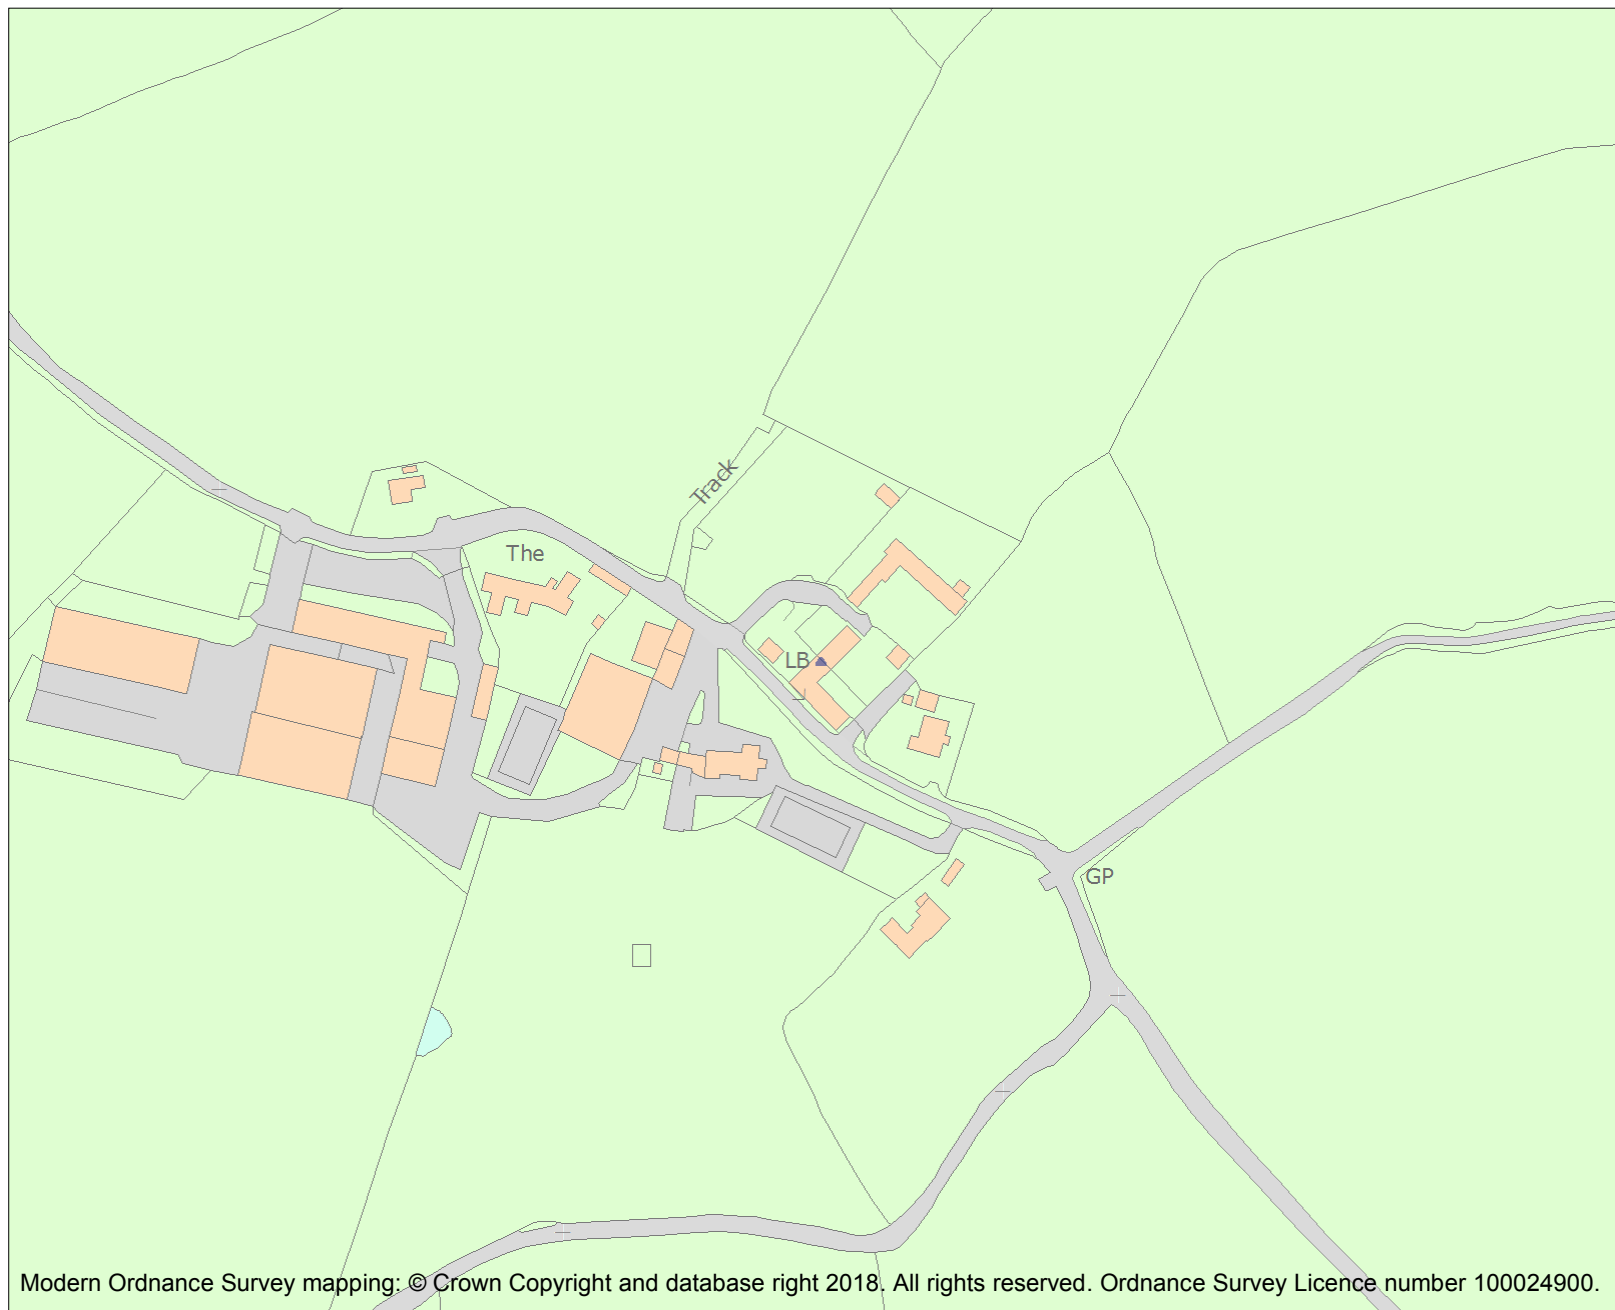 Track
The
LB
GP
Modern Ordnance Survey mapping: © Crown Copyright and database right 2018. All rights reserved. Ordnance Survey Licence number 100024900.